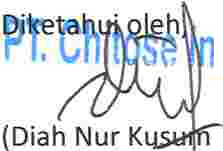 Diketahui oleh,
PT. Chitose In
(Diah Nur Kusum